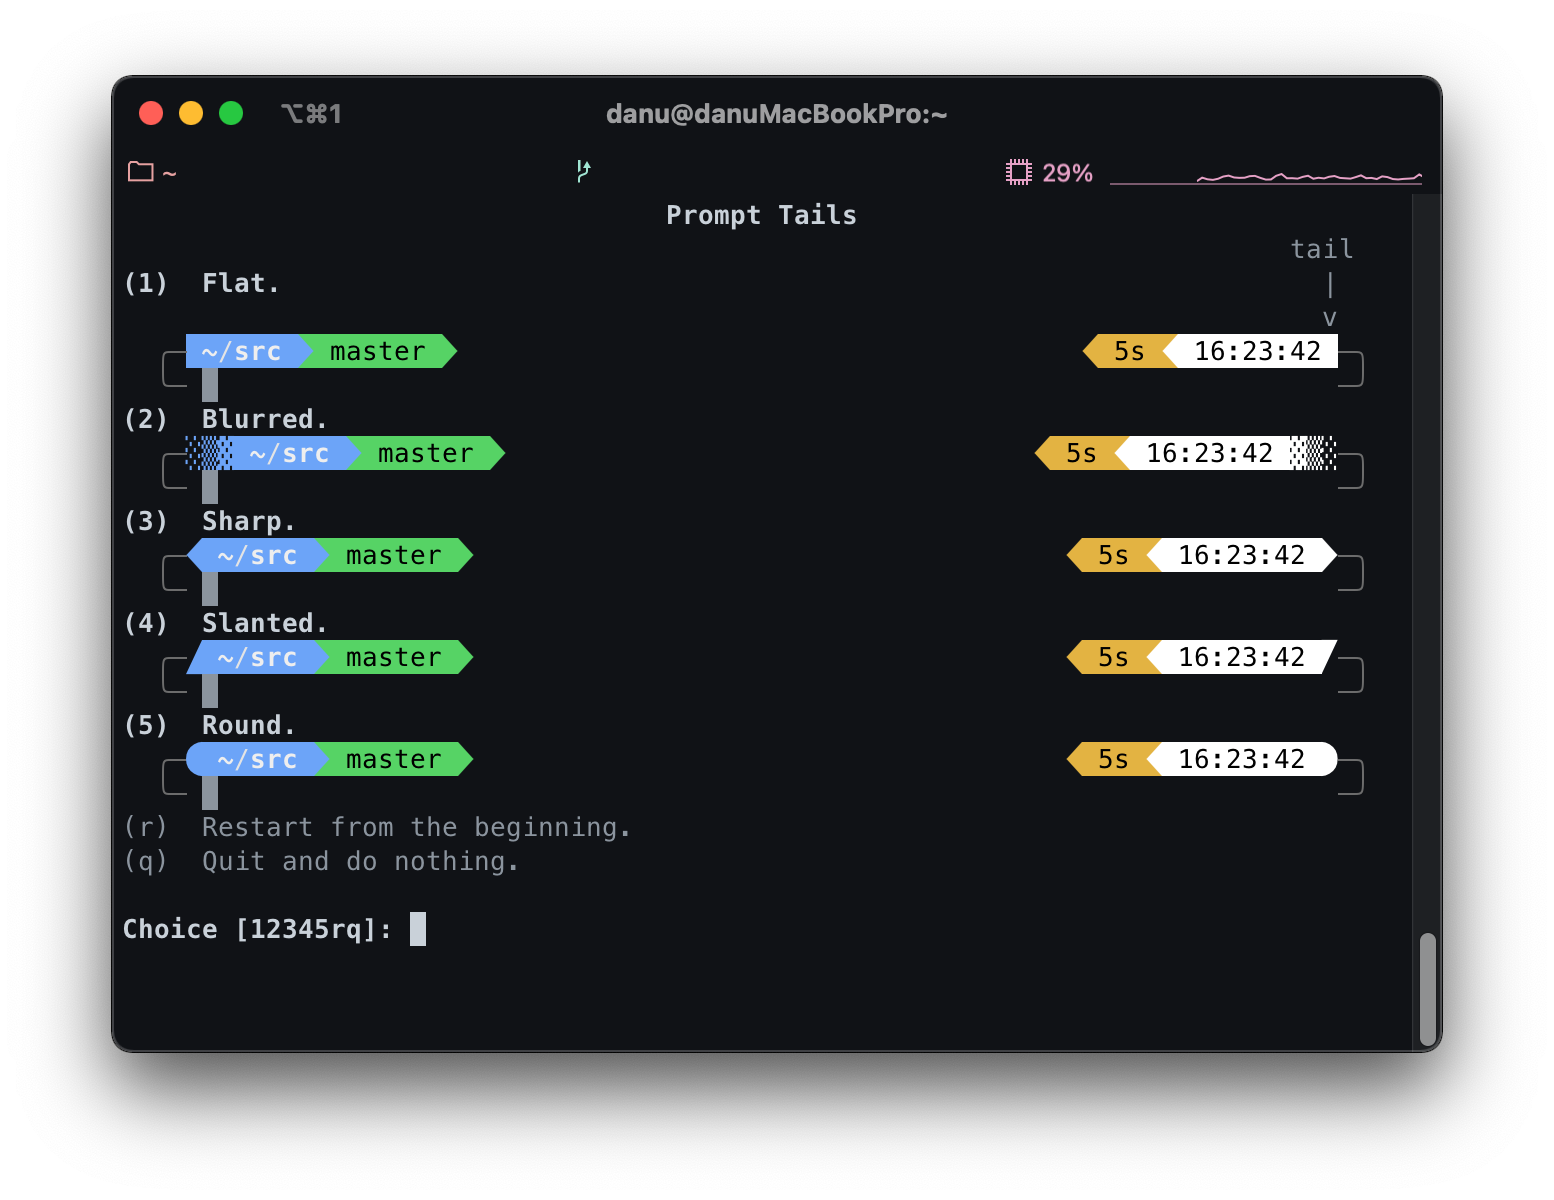 ⌥⌘1 danu@danuMacBookPro:~
~ 29%
Prompt Tails
tail
(1) Flat. |
v
~/src master 5s 16:23:42
(2) Blurred.
~/src master 5s 16:23:42
(3) Sharp.
~/src master 5s 16:23:42
(4) Slanted.
~/src master 5s 16:23:42
(5) Round.
~/src master 5s 16:23:42
(r) Restart from the beginning.
(q) Quit and do nothing.
Choice [12345rq]: